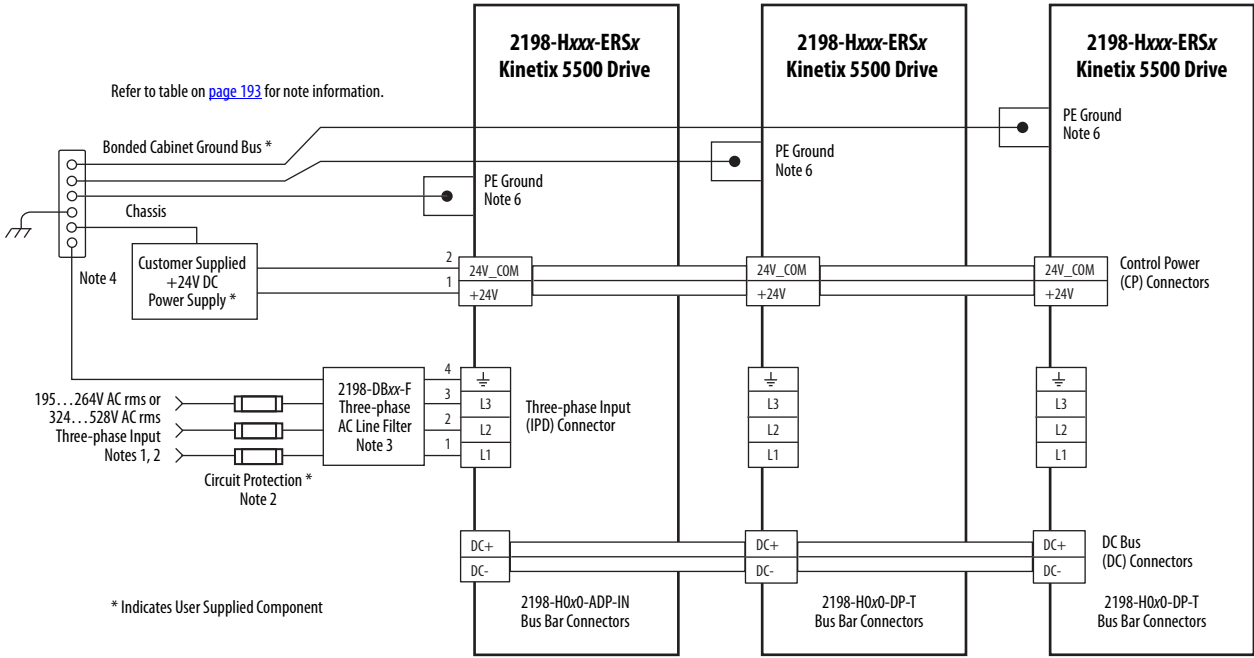 2198-Hxxx-ERSx
Kinetix 5500 Drive
2198-Hxxx-ERSx
Kinetix 5500 Drive
2198-Hxxx-ERSx
Kinetix 5500 Drive
Refer to table on page 193 for note information.
Bonded Cabinet Ground Bus *
PE Ground
Note 6
PE Ground
Note 6
PE Ground
Note 6
Chassis
Note 4
Customer Supplied
+24V DC
Power Supply *
2
1
24V_COM
+24V
24V_COM
+24V
24V_COM
+24V
Control Power
(CP) Connectors
195...264V AC rms or
324...528V AC rms
Three-phase Input
Notes 1, 2
Circuit Protection *
Note 2
2198-DBxx-F
Three-phase
AC Line Filter
Note 3
4
3
2
1
L3
L2
L1
Three-phase Input
(IPD) Connector
L3
L2
L1
L3
L2
L1
DC+
DC-
DC+
DC-
DC+
DC-
DC Bus
(DC) Connectors
* Indicates User Supplied Component
2198-H0x0-ADP-IN
Bus Bar Connectors
2198-H0x0-DP-T
Bus Bar Connectors
2198-H0x0-DP-T
Bus Bar Connectors